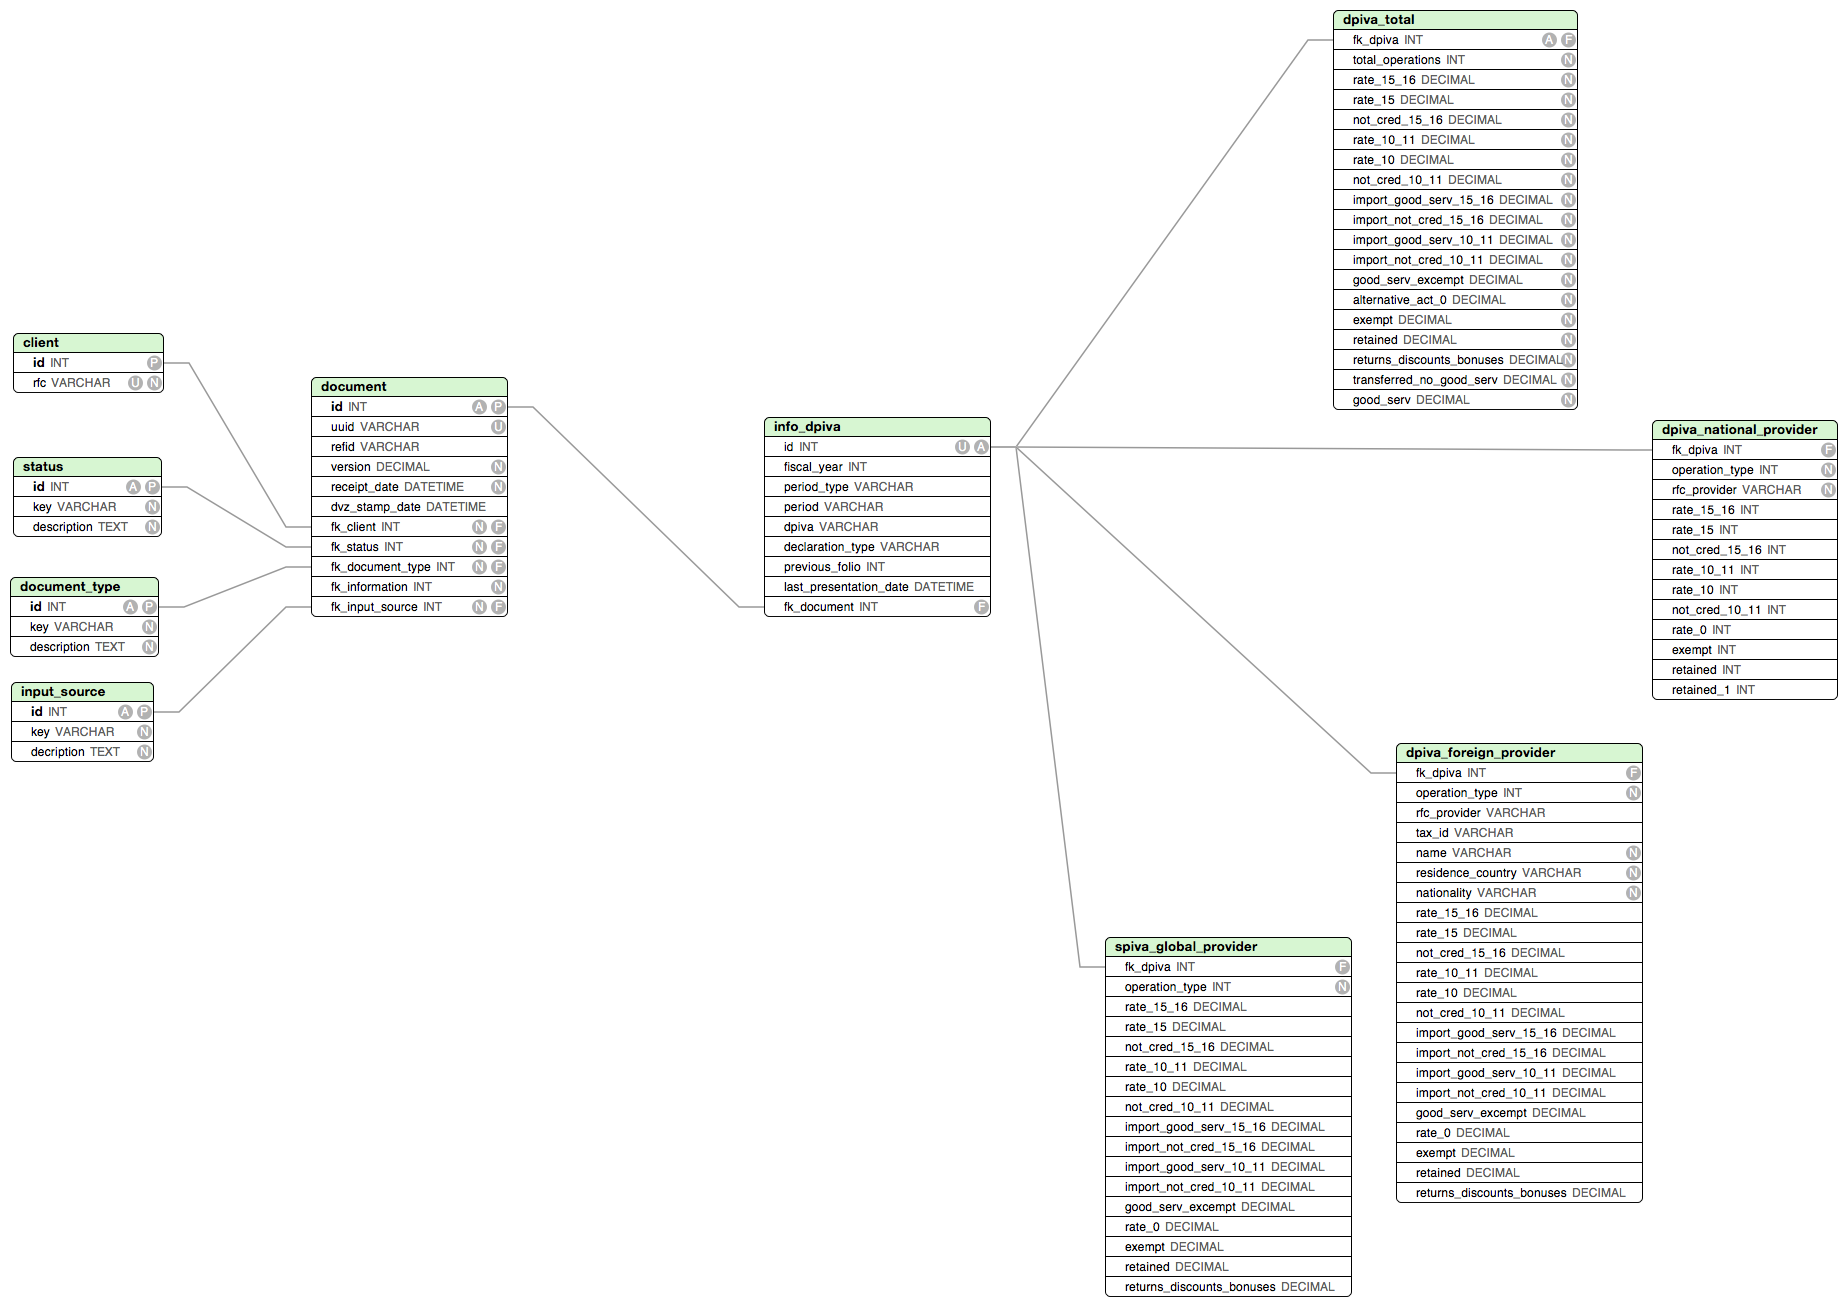 client
id INT P
rfc VARCHAR U N
status
id INT A P
key VARCHAR N
description TEXT N
document_type
id INT A P
key VARCHAR N
description TEXT N
input_source
id INT A P
key VARCHAR N
decription TEXT N
document
id INT A P
uuid VARCHAR U
refid VARCHAR
version DECIMAL N
receipt_date DATETIME N
dvz_stamp_date DATETIME
fk_client INT N F
fk_status INT N F
fk_document_type INT N F
fk_information INT N
fk_input_source INT N F
info_dpiva
id INT U A
fiscal_year INT
period_type VARCHAR
period VARCHAR
dpiva VARCHAR
declaration_type VARCHAR
previous_folio INT
last_presentation_date DATETIME
fk_document INT F
dpiva_total
fk_dpiva INT A F
total_operations INT N
rate_15_16 DECIMAL N
rate_15 DECIMAL N
not_cred_15_16 DECIMAL N
rate_10_11 DECIMAL N
rate_10 DECIMAL N
not_cred_10_11 DECIMAL N
import_good_serv_15_16 DECIMAL N
import_not_cred_15_16 DECIMAL N
import_good_serv_10_11 DECIMAL N
import_not_cred_10_11 DECIMAL N
good_serv_excempt DECIMAL N
alternative_act_0 DECIMAL N
exempt DECIMAL N
retained DECIMAL N
returns_discounts_bonuses DECIMAL N
transferred_no_good_serv DECIMAL N
good_serv DECIMAL N
dpiva_national_provider
fk_dpiva INT F
operation_type INT N
rfc_provider VARCHAR N
rate_15_16 INT
rate_15 INT
not_cred_15_16 INT
rate_10_11 INT
rate_10 INT
not_cred_10_11 INT
rate_0 INT
exempt INT
retained INT
retained_1 INT
dpiva_foreign_provider
fk_dpiva INT F
operation_type INT N
rfc_provider VARCHAR
tax_id VARCHAR
name VARCHAR N
residence_country VARCHAR N
nationality VARCHAR N
rate_15_16 DECIMAL
rate_15 DECIMAL
not_cred_15_16 DECIMAL
rate_10_11 DECIMAL
rate_10 DECIMAL
not_cred_10_11 DECIMAL
import_good_serv_15_16 DECIMAL
import_not_cred_15_16 DECIMAL
import_good_serv_10_11 DECIMAL
import_not_cred_10_11 DECIMAL
good_serv_excempt DECIMAL
rate_0 DECIMAL
exempt DECIMAL
retained DECIMAL
returns_discounts_bonuses DECIMAL
spiva_global_provider
fk_dpiva INT F
operation_type INT N
rate_15_16 DECIMAL
rate_15 DECIMAL
not_cred_15_16 DECIMAL
rate_10_11 DECIMAL
rate_10 DECIMAL
not_cred_10_11 DECIMAL
import_good_serv_15_16 DECIMAL
import_not_cred_15_16 DECIMAL
import_good_serv_10_11 DECIMAL
import_not_cred_10_11 DECIMAL
good_serv_excempt DECIMAL
rate_0 DECIMAL
exempt DECIMAL
retained DECIMAL
returns_discounts_bonuses DECIMAL